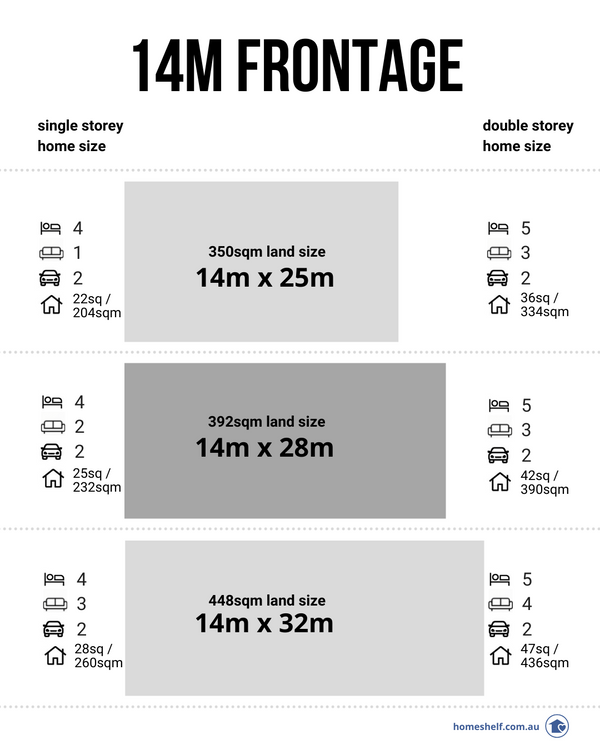 14M FRONTAGE
single storey
home size
double storey
home size
4
1
2
22sq /
204sqm
350sqm land size
14m x 25m
5
3
2
36sq /
334sqm
4
2
2
25sq /
232sqm
392sqm land size
14m x 28m
5
3
2
42sq /
390sqm
4
3
2
28sq /
260sqm
448sqm land size
14m x 32m
5
4
2
47sq /
436sqm
homeshelf.com.au